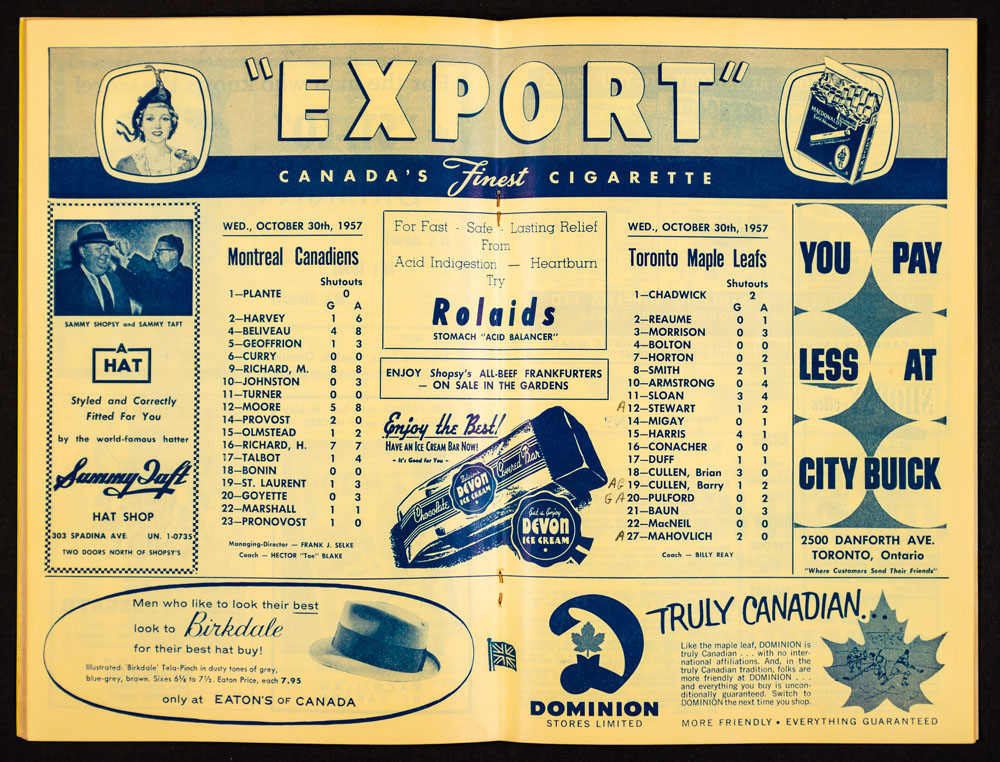 "EXPORT"
CANADA'S Finest CIGARETTE
MACDONALD'S
SAMMY SHOPSY and SAMMY TAFT
A
HAT
Styled and Correctly
Fitted For You
by the world-famous hatter
Sammy Taft
HAT SHOP
303 SPADINA AVE. UN. 1-0735
TWO DOORS NORTH OF SHOPSY'S
WED., OCTOBER 30th, 1957
Montreal Canadiens
Shutouts
1—PLANTE 0
G A
2—HARVEY 1 6
4—BELIVEAU 4 8
5—GEOFFRION 1 3
6—CURRY 0 0
9—RICHARD, M. 8 8
10—JOHNSTON 0 3
11—TURNER 0 0
12—MOORE 5 8
14—PROVOST 2 0
15—OLMSTEAD 1 2
16—RICHARD, H. 7 7
17—TALBOT 1 4
18—BONIN 0 0
19—ST. LAURENT 1 3
20—GOYETTE 0 3
22—MARSHALL 1 1
23—PRONOVOST 1 0
Managing-Director — FRANK J. SELKE
Coach — HECTOR "Toe" BLAKE
For Fast - Safe - Lasting Relief
From
Acid Indigestion — Heartburn
Try
Rolaids
STOMACH "ACID BALANCER"
ENJOY Shopsy's ALL-BEEF FRANKFURTERS
— ON SALE IN THE GARDENS
Enjoy the Best!
HAVE AN ICE CREAM BAR NOW!
- It's Good for You -
Chocolate Covered Bar
DEVON
ICE CREAM
Get & Enjoy
DEVON
ICE CREAM
WED., OCTOBER 30th, 1957
Toronto Maple Leafs
Shutouts
1—CHADWICK 2
G A
2—REAUME 0 1
3—MORRISON 0 3
4—BOLTON 0 0
7—HORTON 0 2
8—SMITH 2 1
10—ARMSTRONG 0 4
11—SLOAN 3 4
A 12—STEWART 1 2
14—MIGAY 0 1
15—HARRIS 4 1
16—CONACHER 0 0
17—DUFF 1 1
18—CULLEN, Brian 3 0
AG 19—CULLEN, Barry 1 2
GA 20—PULFORD 0 2
21—BAUN 0 3
22—MacNEIL 0 0
A 27—MAHOVLICH 2 0
Coach — BILLY REAY
YOU PAY
LESS AT
CITY BUICK
2500 DANFORTH AVE.
TORONTO, Ontario
"Where Customers Send Their Friends"
Men who like to look their best
look to Birkdale
for their best hat buy!
Illustrated: 'Birkdale' Tela-Pinch in dusty tones of grey,
blue-grey, brown. Sixes 6⅝ to 7½. Eaton Price, each 7.95
only at EATON'S OF CANADA
DOMINION
STORES LIMITED
TRULY CANADIAN.
Like the maple leaf, DOMINION is
truly Canadian . . . with no inter-
national affiliations. And, in the
truly Canadian tradition, folks are
more friendly at DOMINION . . .
and everything you buy is uncon-
ditionally guaranteed. Switch to
DOMINION the next time you shop.
MORE FRIENDLY • EVERYTHING GUARANTEED